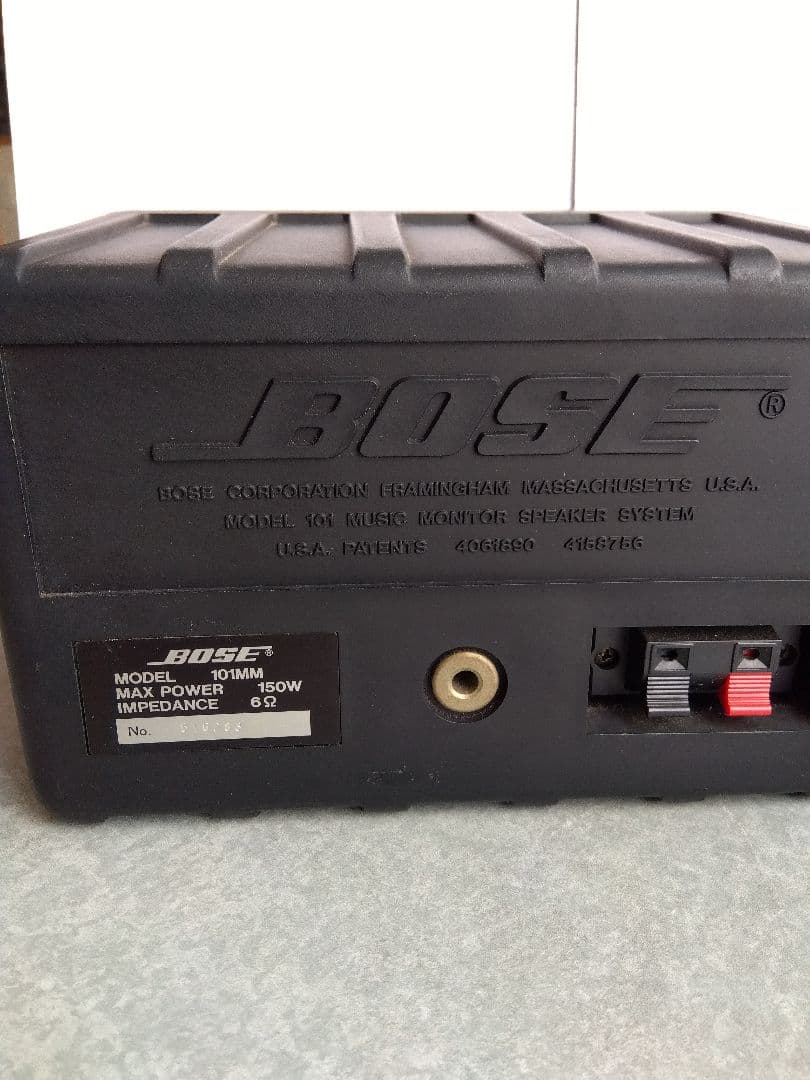 BOSE®
BOSE CORPORATION FRAMINGHAM MASSACHUSETTS U.S.A.
MODEL 101 MUSIC MONITOR SPEAKER SYSTEM
U.S.A. PATENTS 4061890 4158756
BOSE®
MODEL 101MM
MAX POWER 150W
IMPEDANCE 6Ω
No.